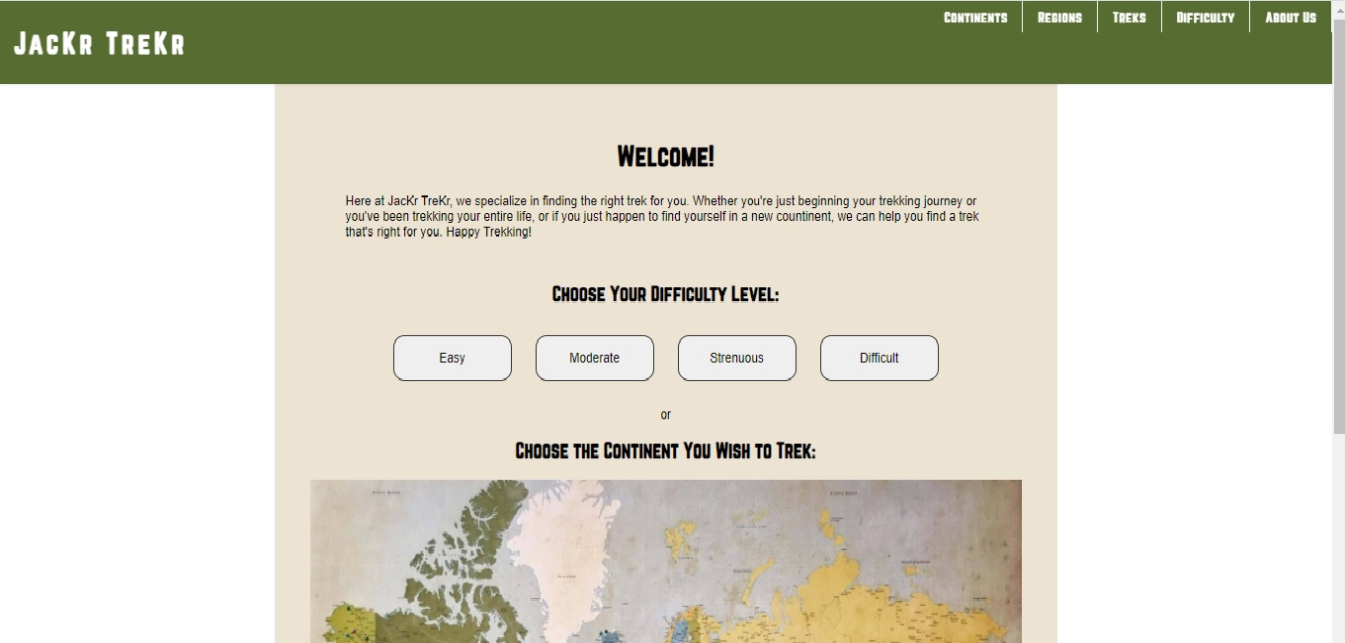 JacKr TreKr
Continents
Regions
Treks
Difficulty
About Us
Welcome!
Here at JacKr TreKr, we specialize in finding the right trek for you. Whether you're just beginning your trekking journey or
you've been trekking your entire life, or if you just happen to find yourself in a new countinent, we can help you find a trek
that's right for you. Happy Trekking!
Choose Your Difficulty Level:
Easy
Moderate
Strenuous
Difficult
or
Choose the Continent You Wish to Trek: